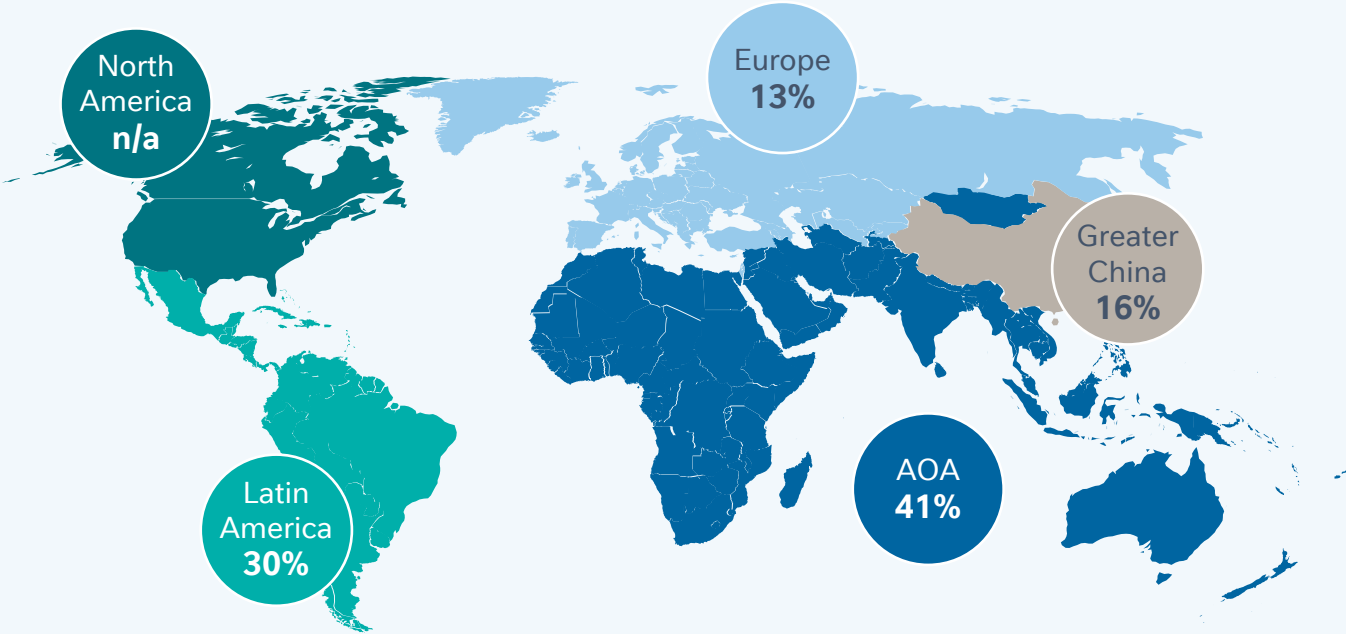 North
America
n/a
Europe
13%
Greater
China
16%
Latin
America
30%
AOA
41%